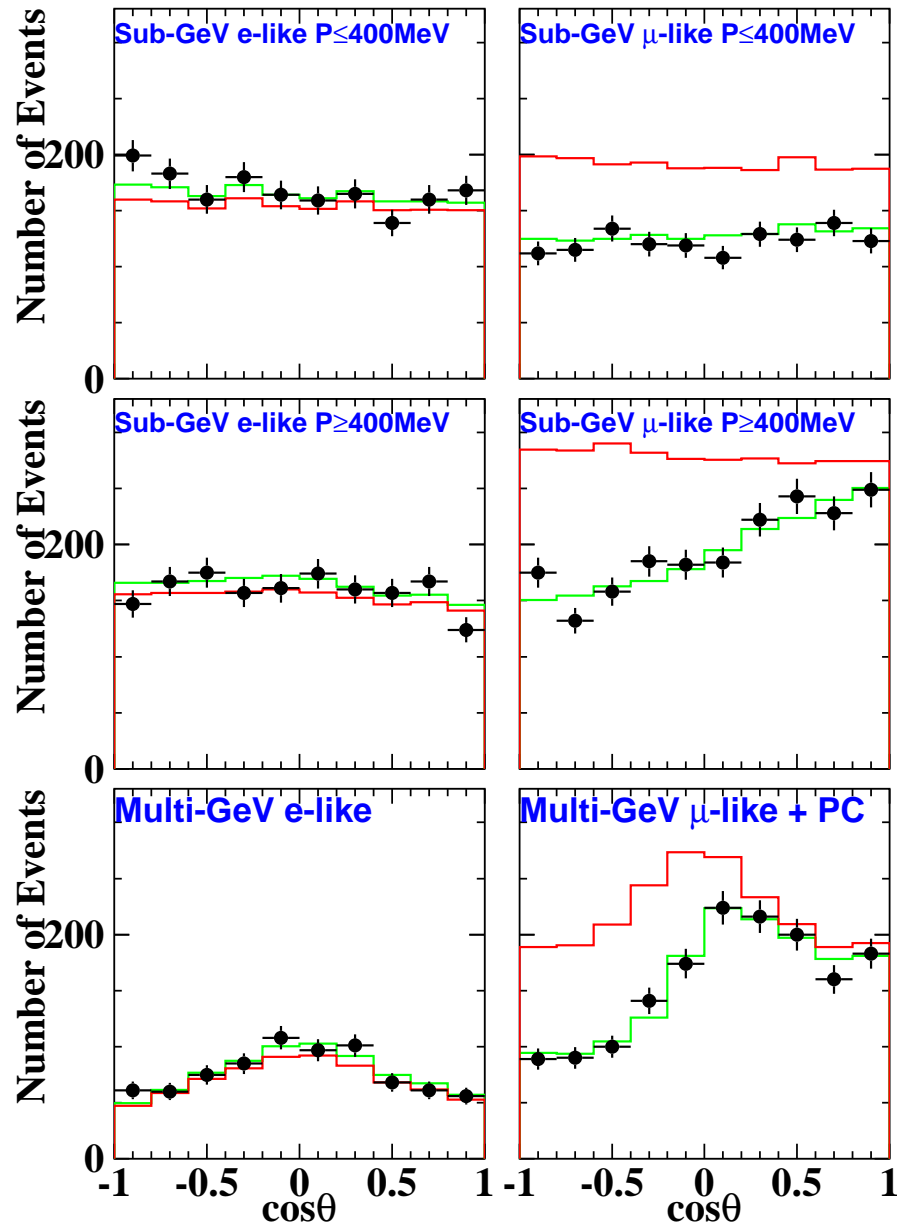 Sub-GeV e-like P≤400MeV
Sub-GeV μ-like P≤400MeV
Number of Events
200
0
Sub-GeV e-like P≥400MeV
Sub-GeV μ-like P≥400MeV
Number of Events
200
0
Multi-GeV e-like
Multi-GeV μ-like + PC
Number of Events
200
0
-1 -0.5 0 0.5 1
-1 -0.5 0 0.5 1
cosθ
cosθ